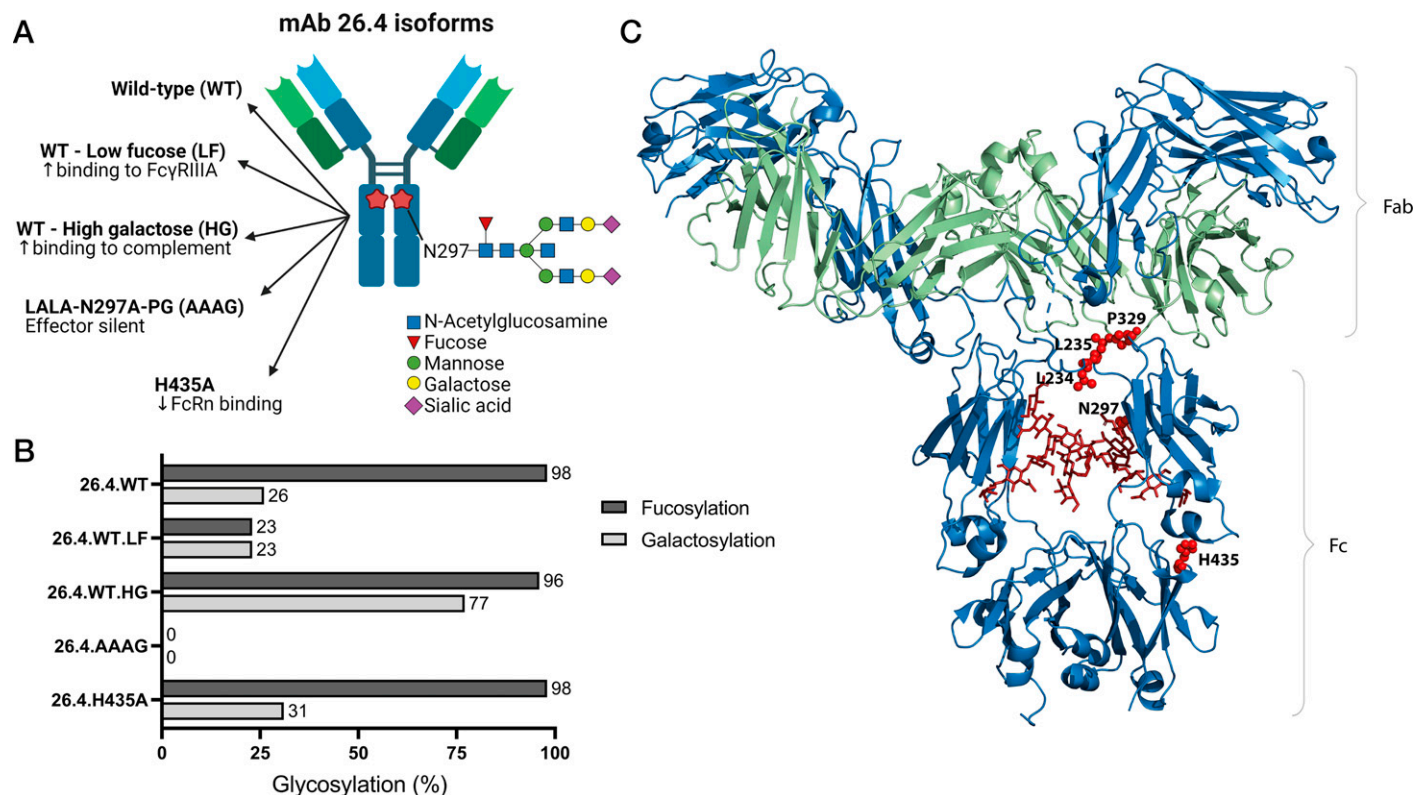 A
mAb 26.4 isoforms
Wild-type (WT)
WT - Low fucose (LF)
↑binding to FcγRIIIA
WT - High galactose (HG)
↑binding to complement
LALA-N297A-PG (AAAG)
Effector silent
H435A
↓FcRn binding
N297
N-Acetylglucosamine
Fucose
Mannose
Galactose
Sialic acid
B
26.4.WT
98
26
26.4.WT.LF
23
23
26.4.WT.HG
96
77
26.4.AAAG
0
0
26.4.H435A
98
31
0 25 75 100
Glycosylation (%)
Fucosylation
Galactosylation
C
Fab
P329
L235
L234
N297
H435
Fc